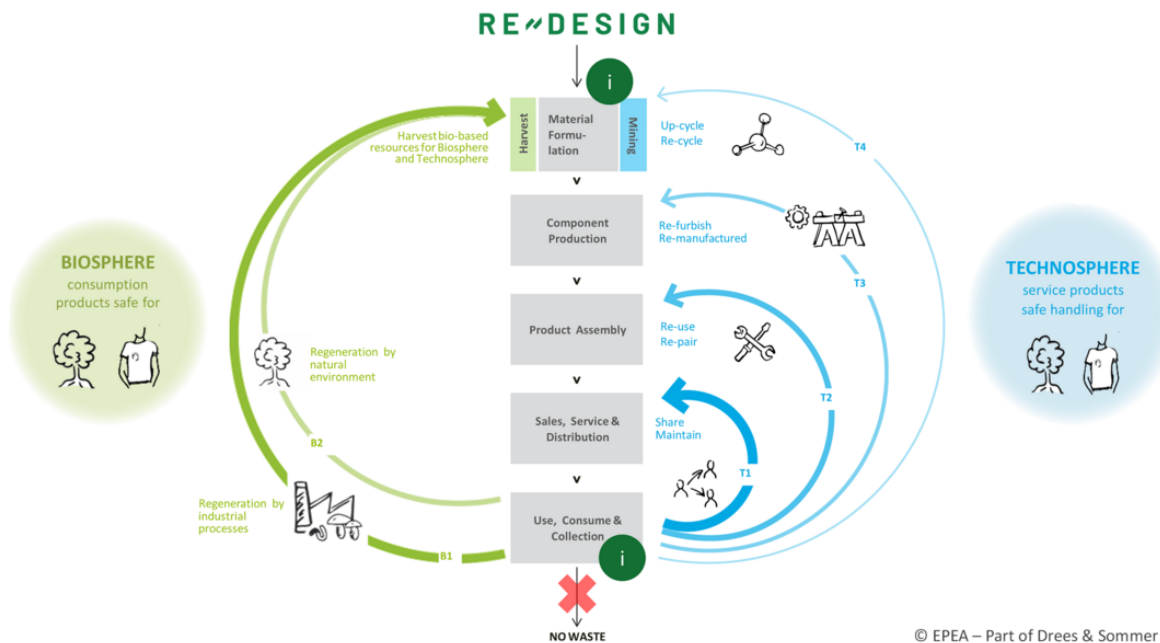 RE DESIGN
i
Harvest
Material
Formu-
lation
Mining
Harvest bio-based
resources for Biosphere
and Technosphere
Up-cycle
Re-cycle
T4
Component
Production
Re-furbish
Re-manufactured
T3
BIOSPHERE
consumption
products safe for
TECHNOSPHERE
service products
safe handling for
Product Assembly
Re-use
Re-pair
T2
Regeneration by
natural
environment
Sales, Service &
Distribution
Share
Maintain
T1
B2
Regeneration by
industrial
processes
B1
Use, Consume &
Collection
i
NO WASTE
© EPEA – Part of Drees & Sommer